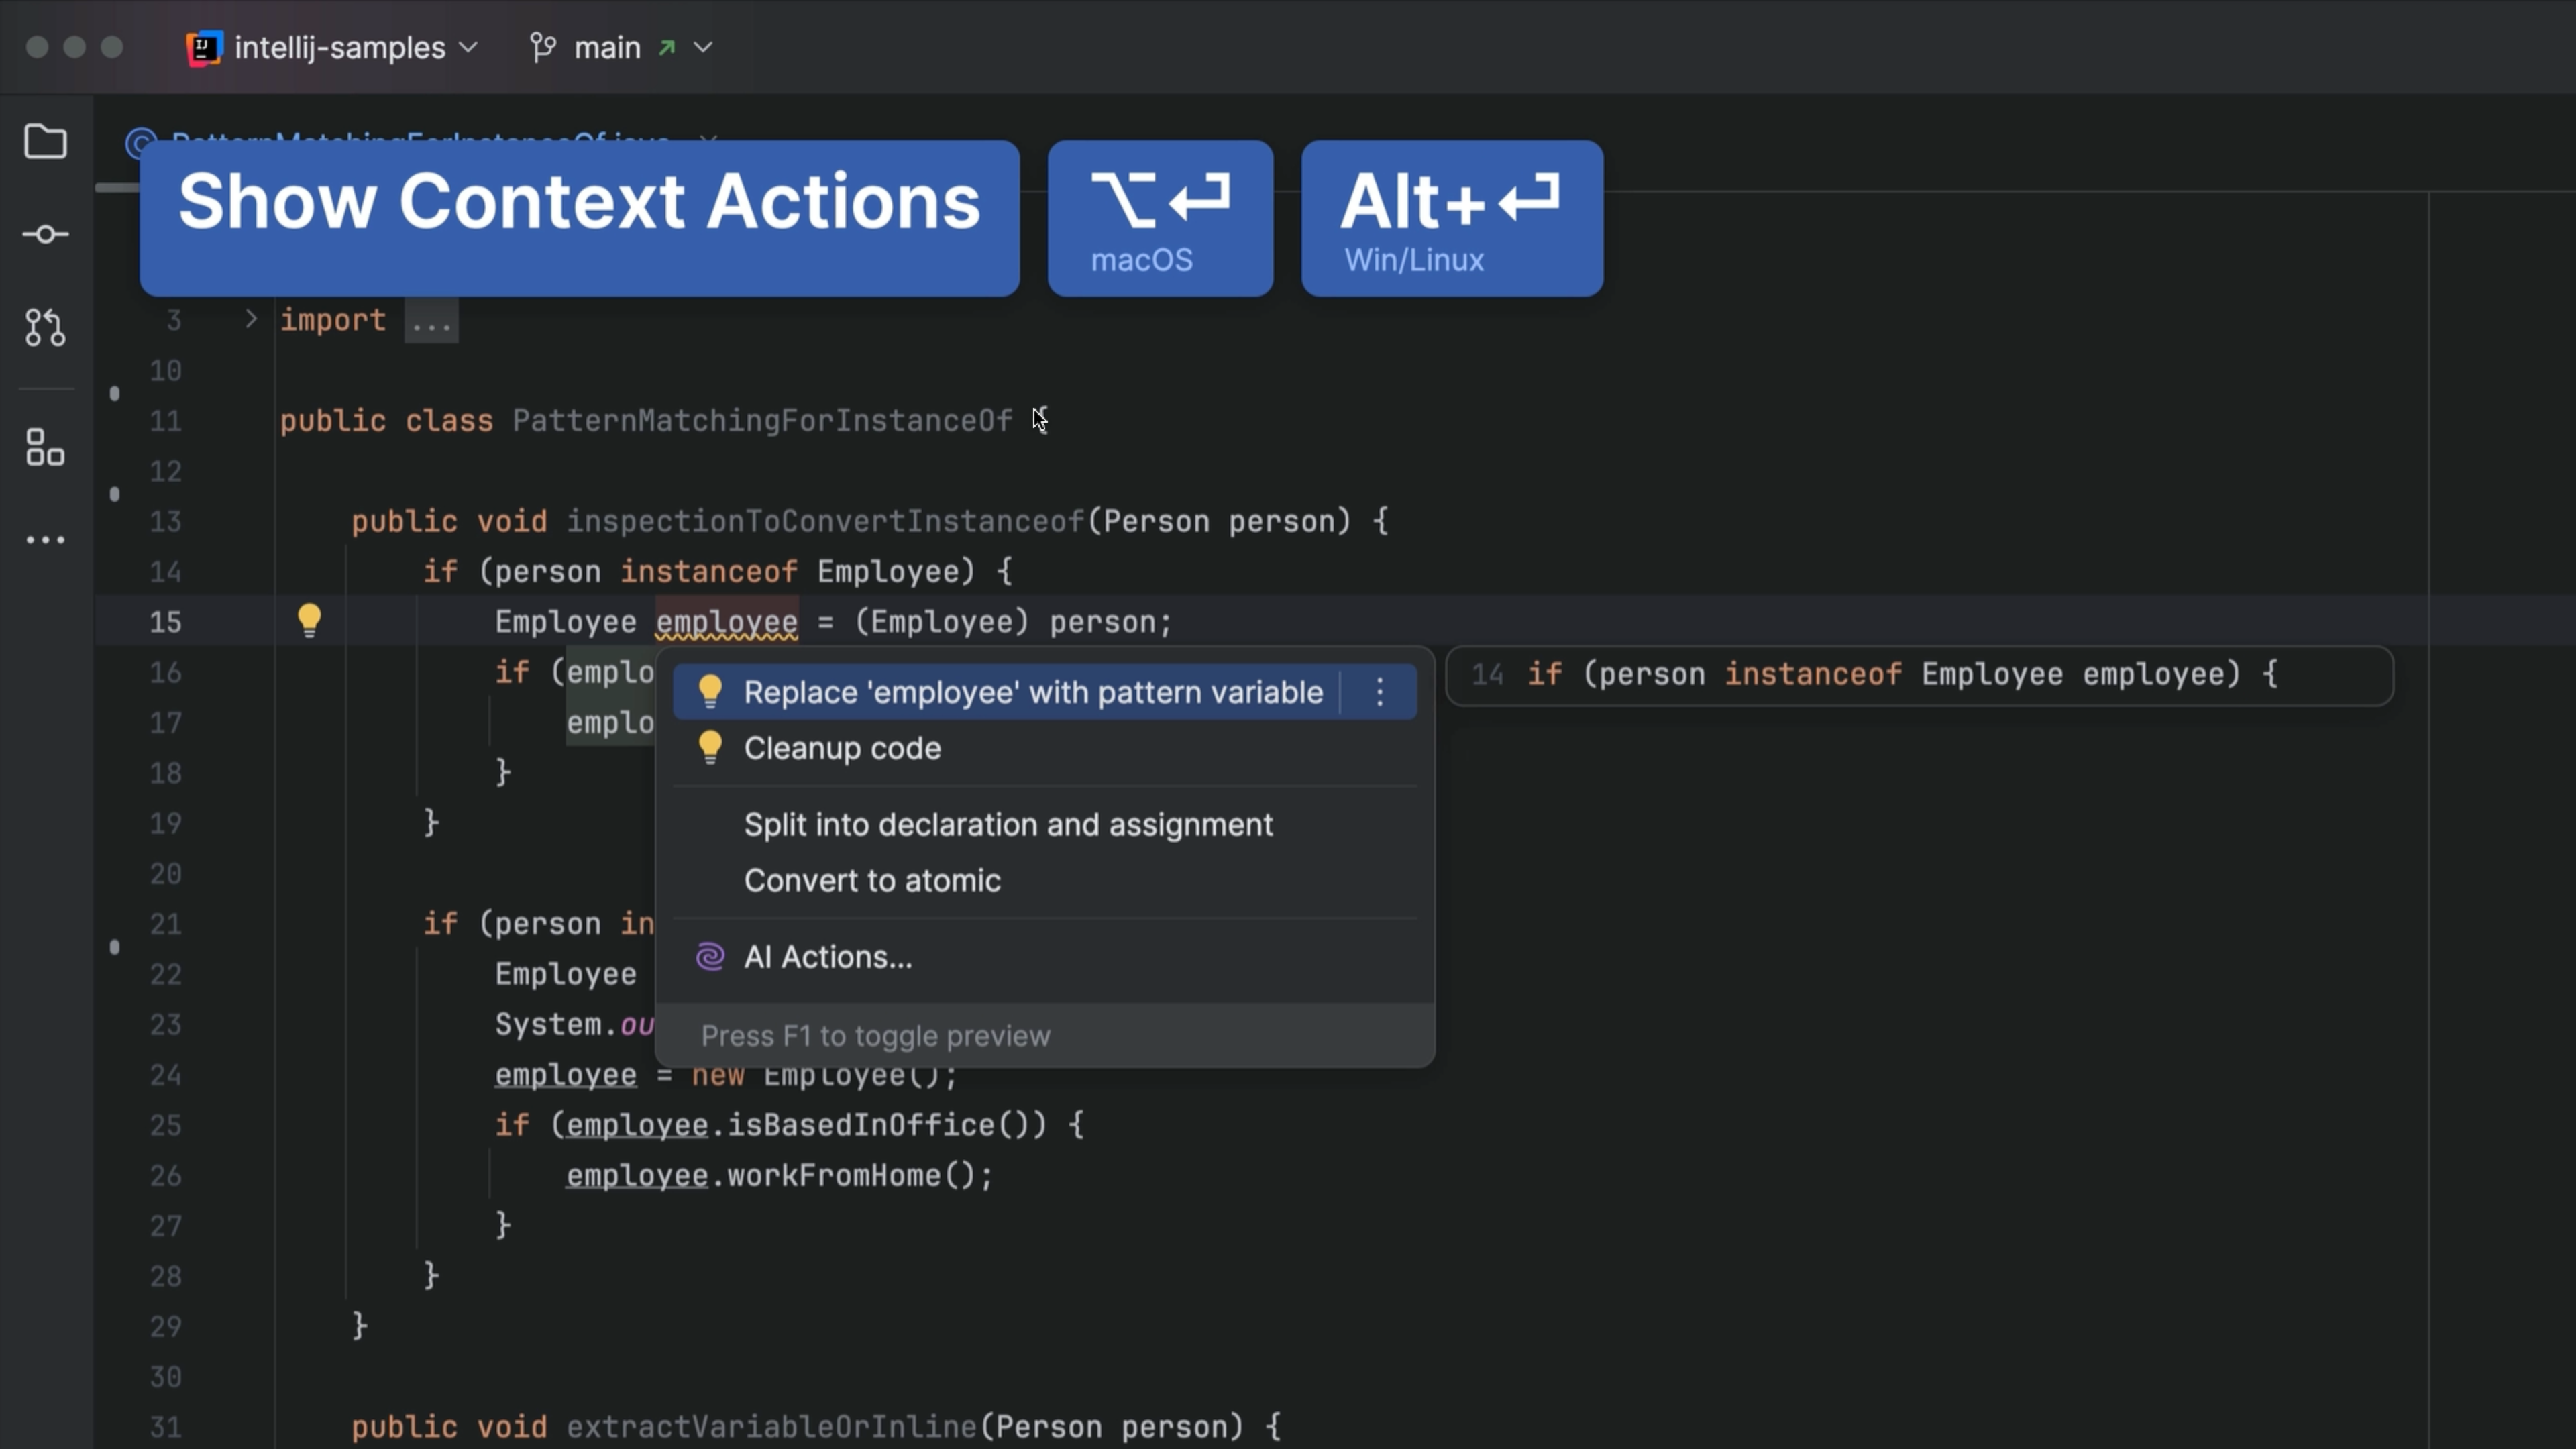 intellij-samples main
PatternMatchingForInstanceOf.java
Show Context Actions ⌥⏎ Alt+⏎
macOS Win/Linux
3 import ...
10
11 public class PatternMatchingForInstanceOf {
12
13 public void inspectionToConvertInstanceof(Person person) {
14 if (person instanceof Employee) {
15 Employee employee = (Employee) person;
16 if (emplo
17 emplo
18 }
19 }
20
21 if (person in
22 Employee
23 System.ou
24 employee = new Employee();
25 if (employee.isBasedInOffice()) {
26 employee.workFromHome();
27 }
28 }
29 }
30
31 public void extractVariableOrInline(Person person) {
Replace 'employee' with pattern variable
Cleanup code
Split into declaration and assignment
Convert to atomic
AI Actions...
Press F1 to toggle preview
14 if (person instanceof Employee employee) {